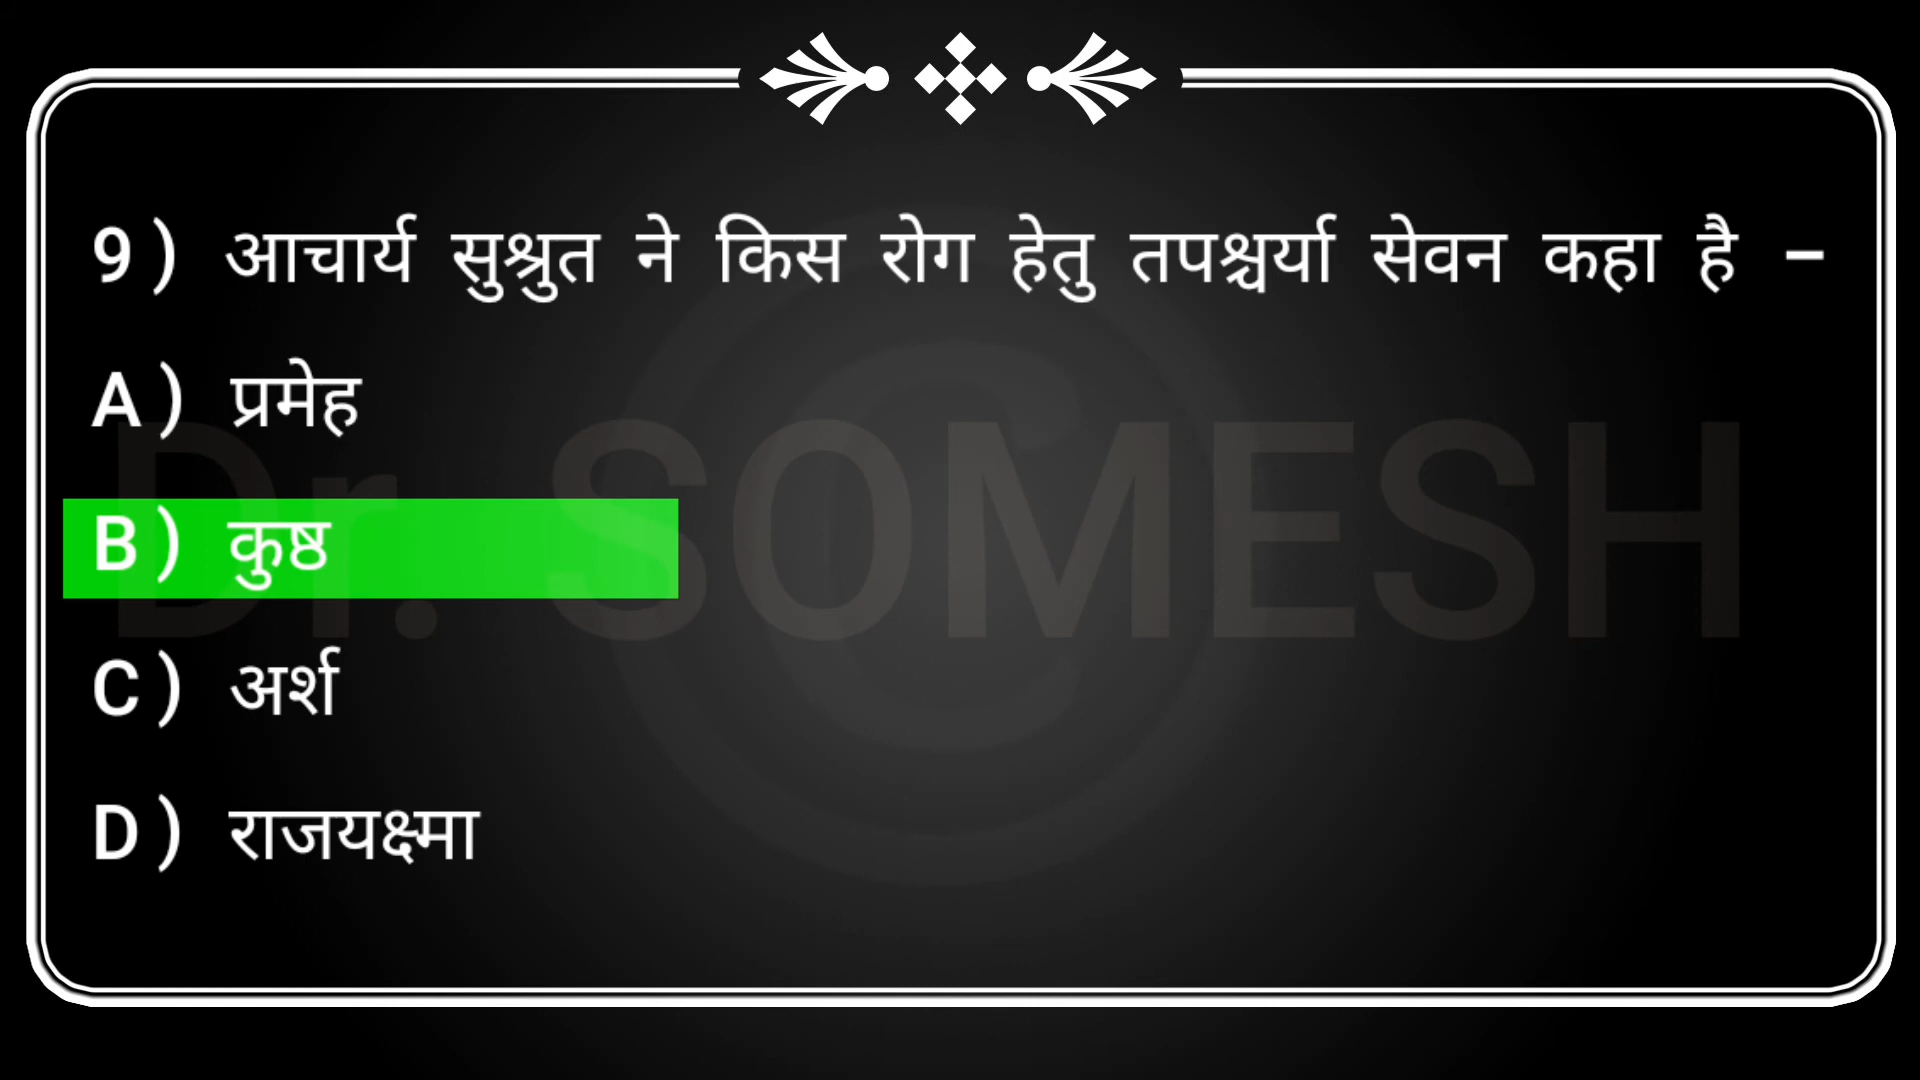 9) आचार्य सुश्रुत ने किस रोग हेतु तपश्चर्या सेवन कहा है –
A) प्रमेह
Dr. SOMESH
B) कुष्ठ
C) अर्श
D) राजयक्ष्मा